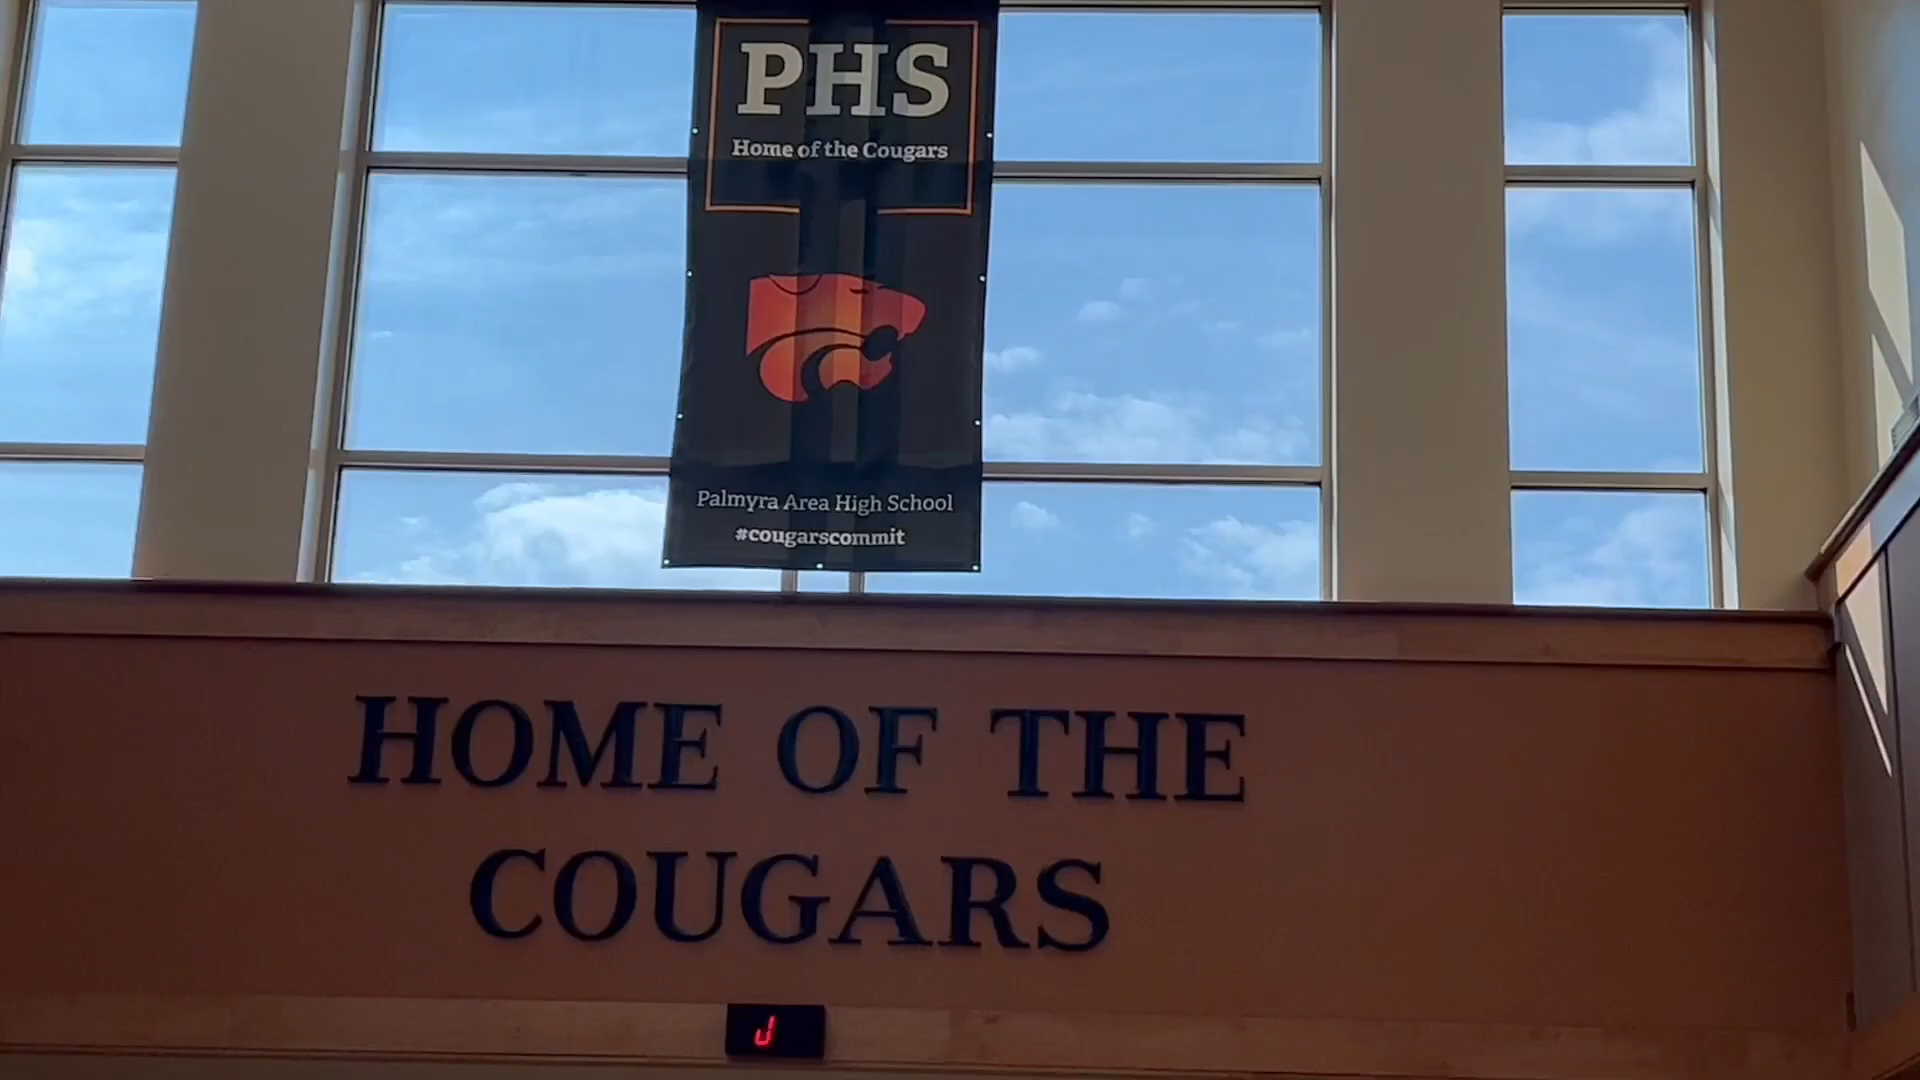 PHS
Home of the Cougars
Palmyra Area High School
#cougarscommit
HOME OF THE
COUGARS